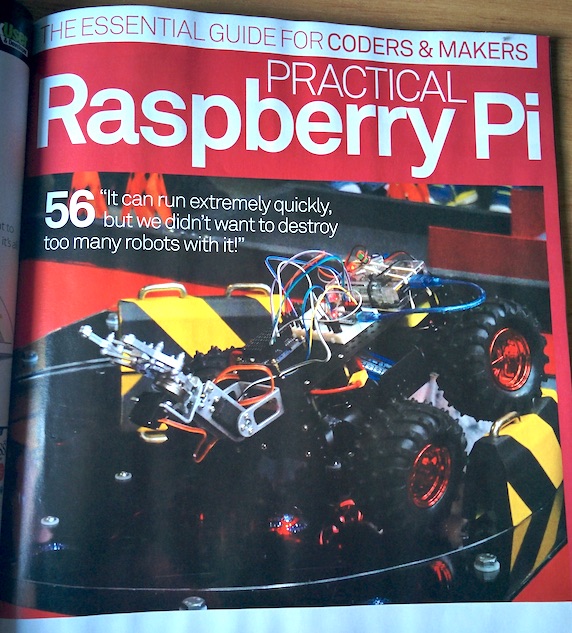 THE ESSENTIAL GUIDE FOR CODERS & MAKERS
PRACTICAL
Raspberry Pi
56 “It can run extremely quickly,
but we didn’t want to destroy
too many robots with it!”